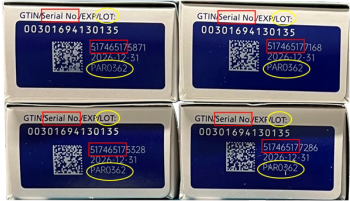 GTIN/Serial No./EXP/LOT:
00301694130135
517465175871
2026-12-31
PAR0362
GTIN/Serial No./EXP/LOT:
00301694130135
517465177168
2026-12-31
PAR0362
GTIN/Serial No./EXP/LOT:
00301694130135
517465175328
2026-12-31
PAR0362
GTIN/Serial No./EXP/LOT:
00301694130135
517465177286
2026-12-31
PAR0362